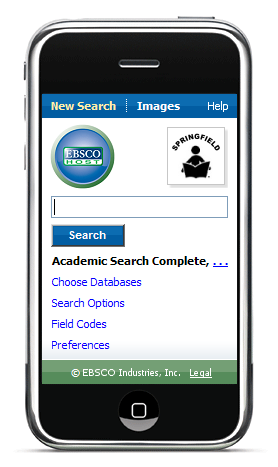 New Search Images Help
EBSCO
HOST
SPRINGFIELD
Search
Academic Search Complete, ...
Choose Databases
Search Options
Field Codes
Preferences
© EBSCO Industries, Inc. Legal